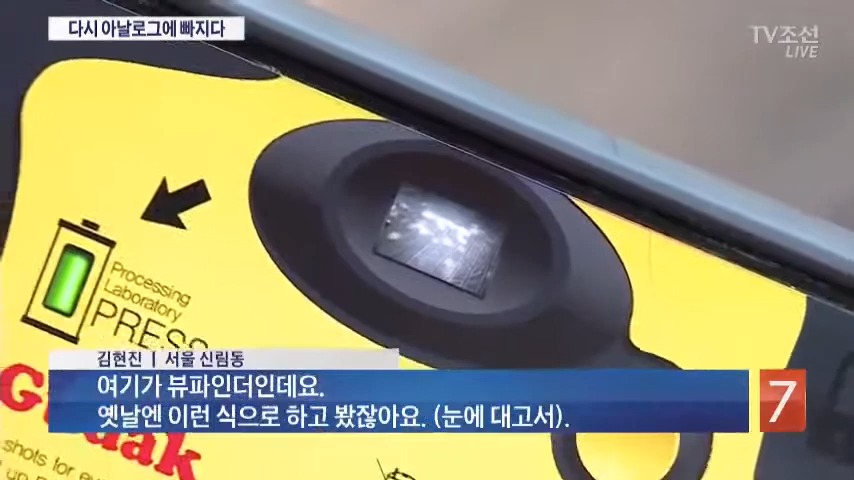 다시 아날로그에 빠지다
TV조선
LIVE
Processing
Laboratory
PRESS
김현진 | 서울 신림동
여기가 뷰파인더인데요.
옛날엔 이런 식으로 하고 봤잖아요. (눈에 대고서).
7
shots for